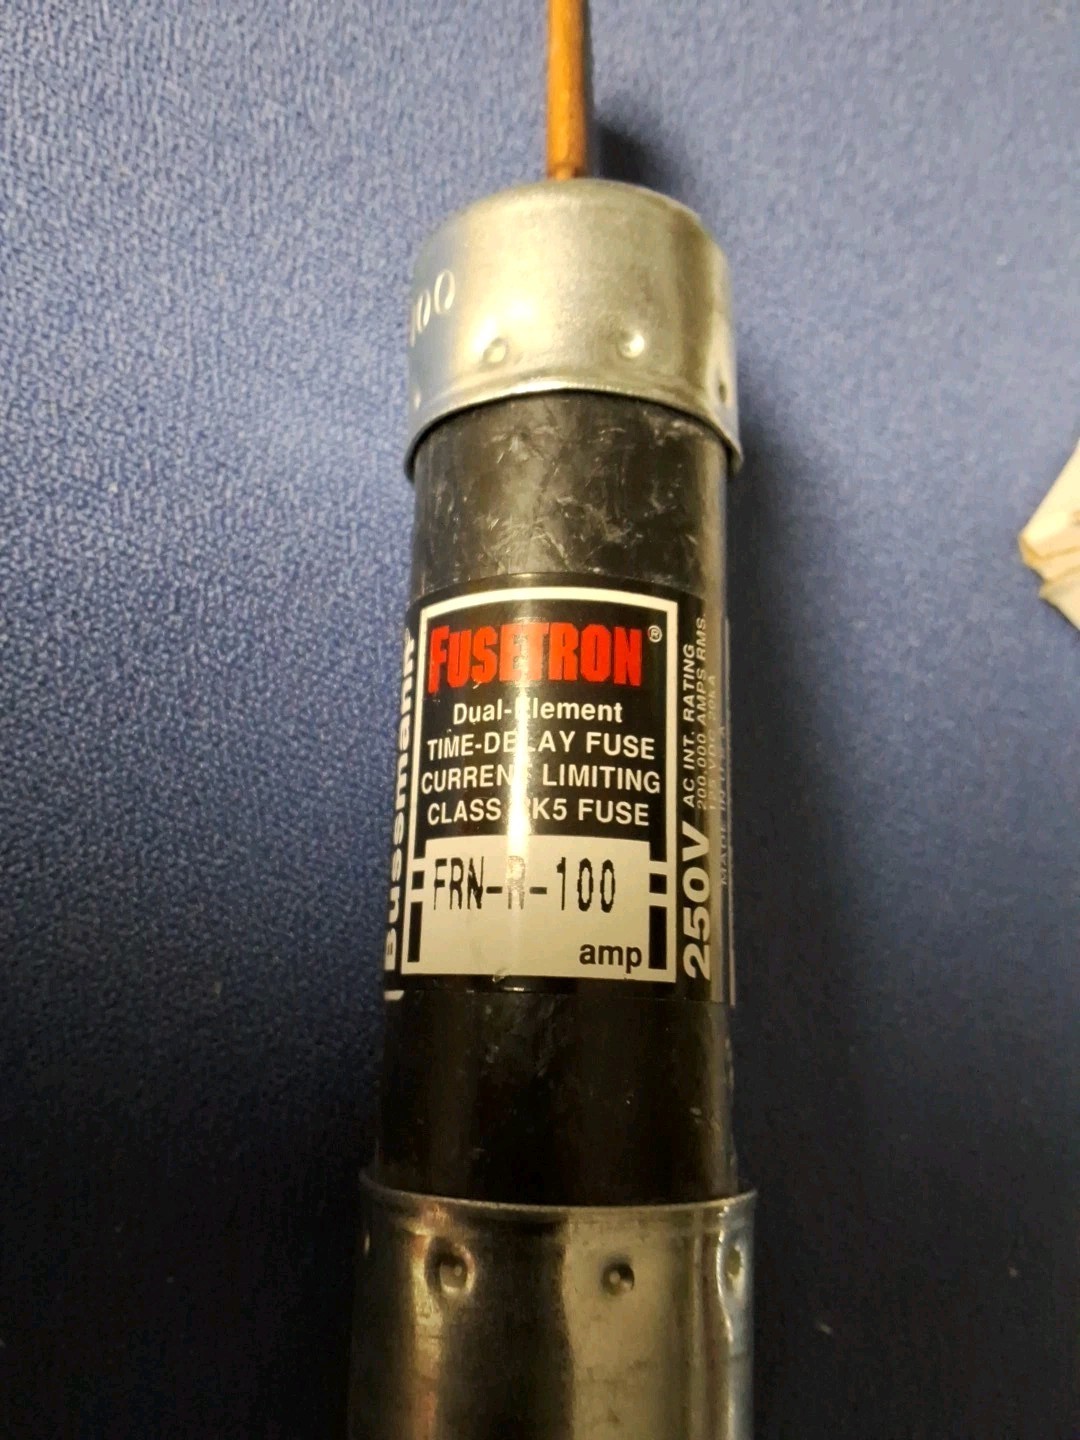 00
FUSETRON®
Dual-Element
TIME-DELAY FUSE
CURRENT LIMITING
CLASS RK5 FUSE
FRN-R-100
amp
Bussmann
250V
AC INT. RATING
200,000 AMPS RMS